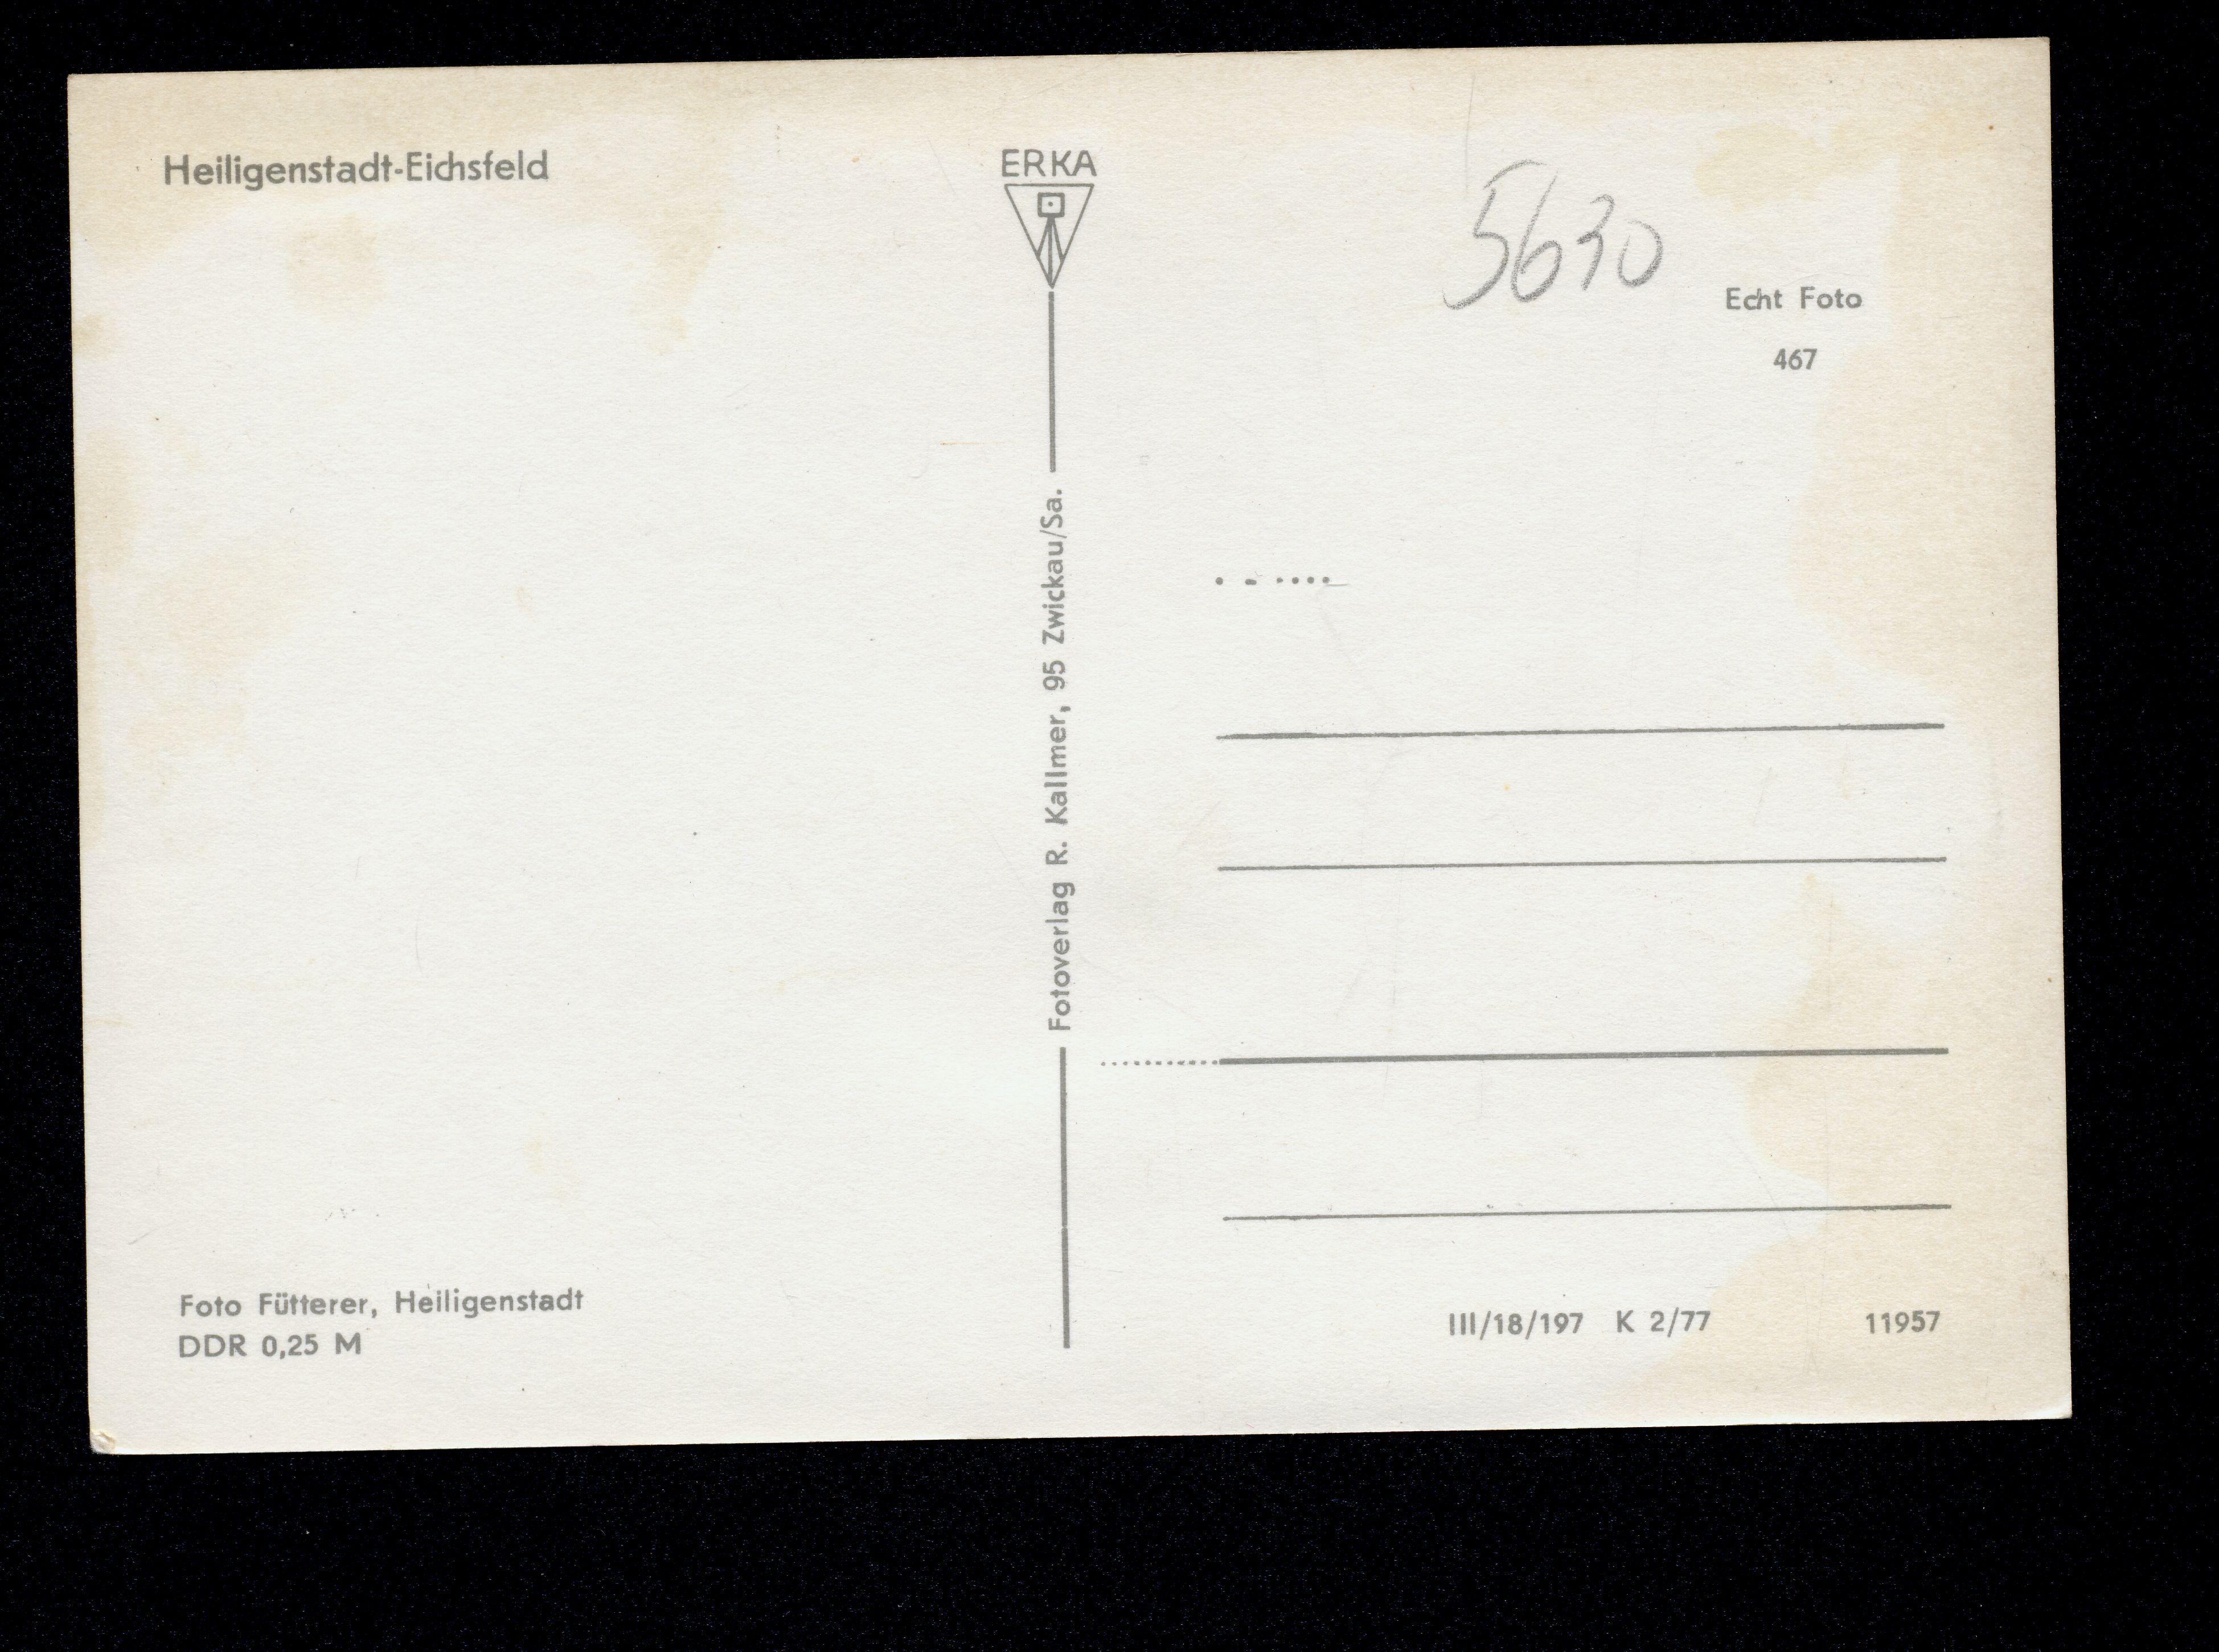 Heiligenstadt-Eichsfeld
ERKA
5630
Echt Foto
467
Fotoverlag R. Kallmer, 95 Zwickau/Sa.
Foto Fütterer, Heiligenstadt
DDR 0,25 M
III/18/197 K 2/77 11957